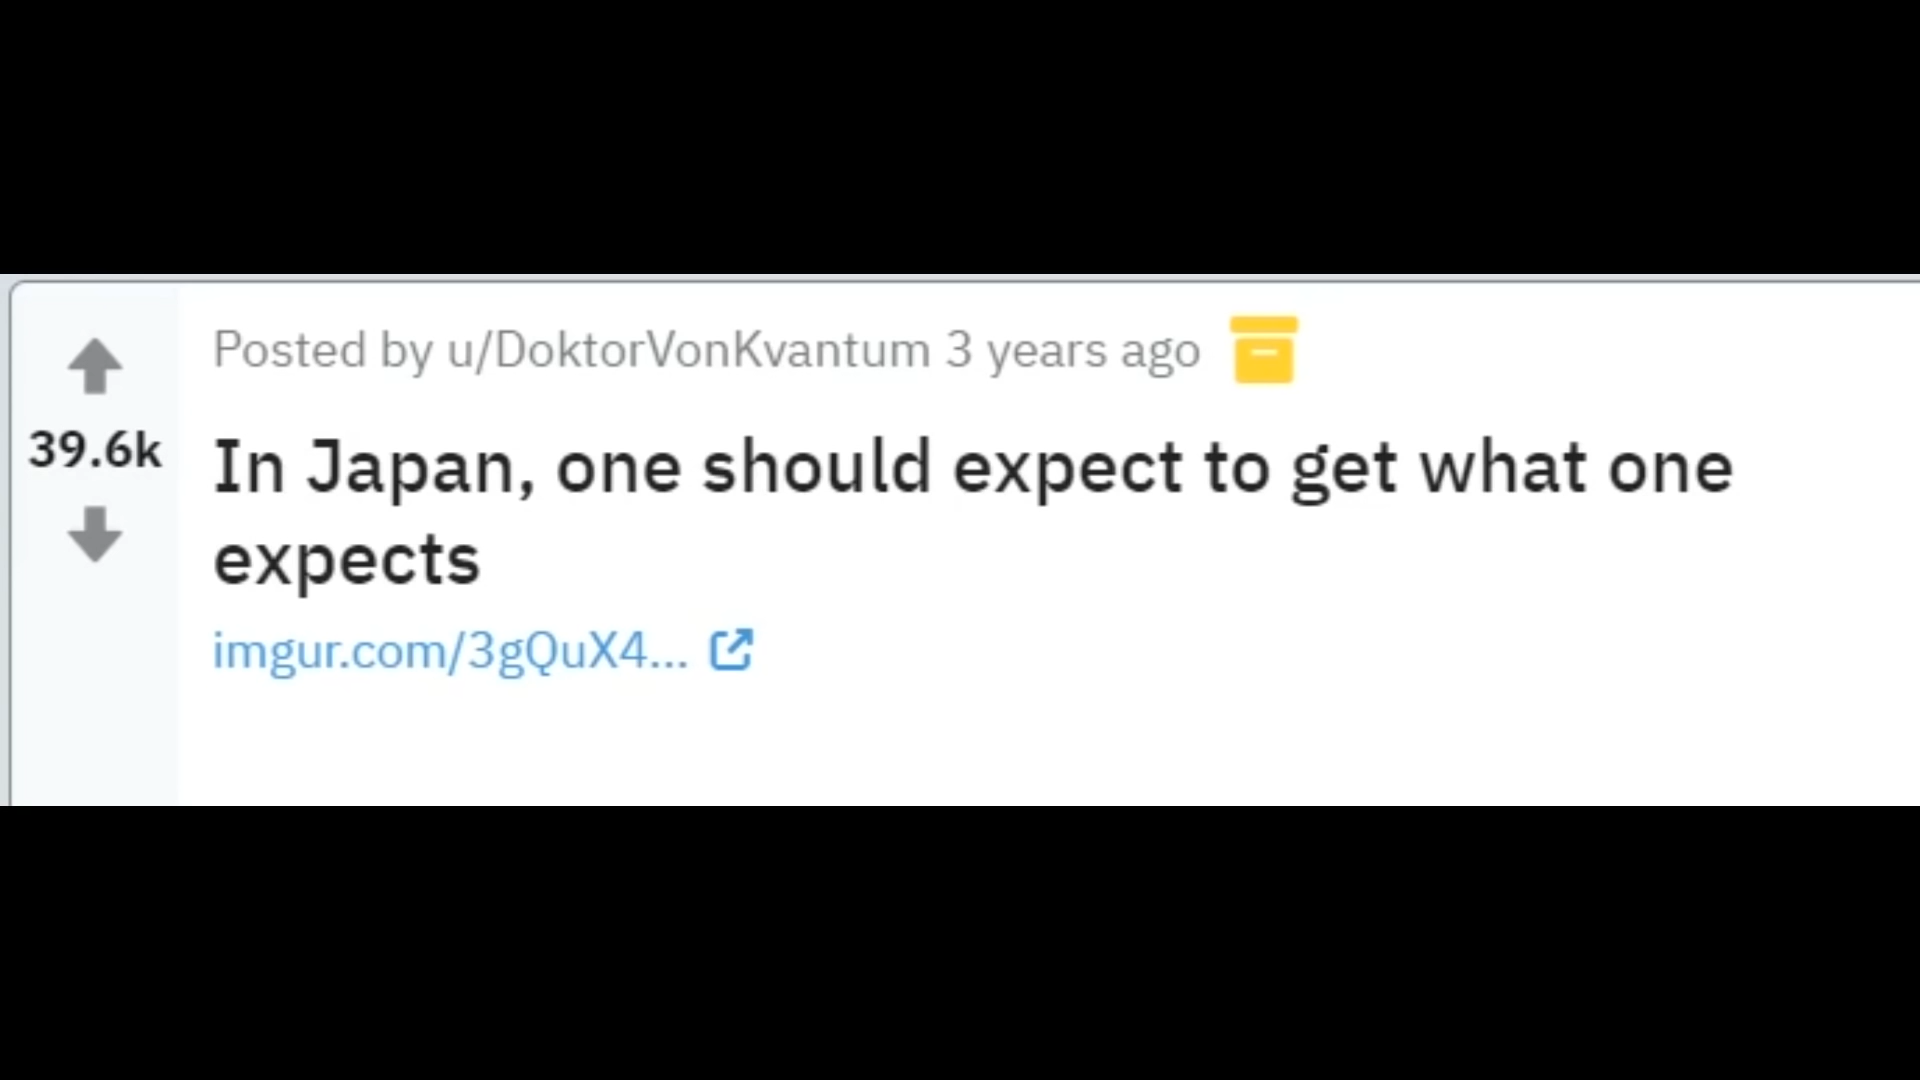 Posted by u/DoktorVonKvantum 3 years ago
39.6k
In Japan, one should expect to get what one
expects
imgur.com/3gQuX4...